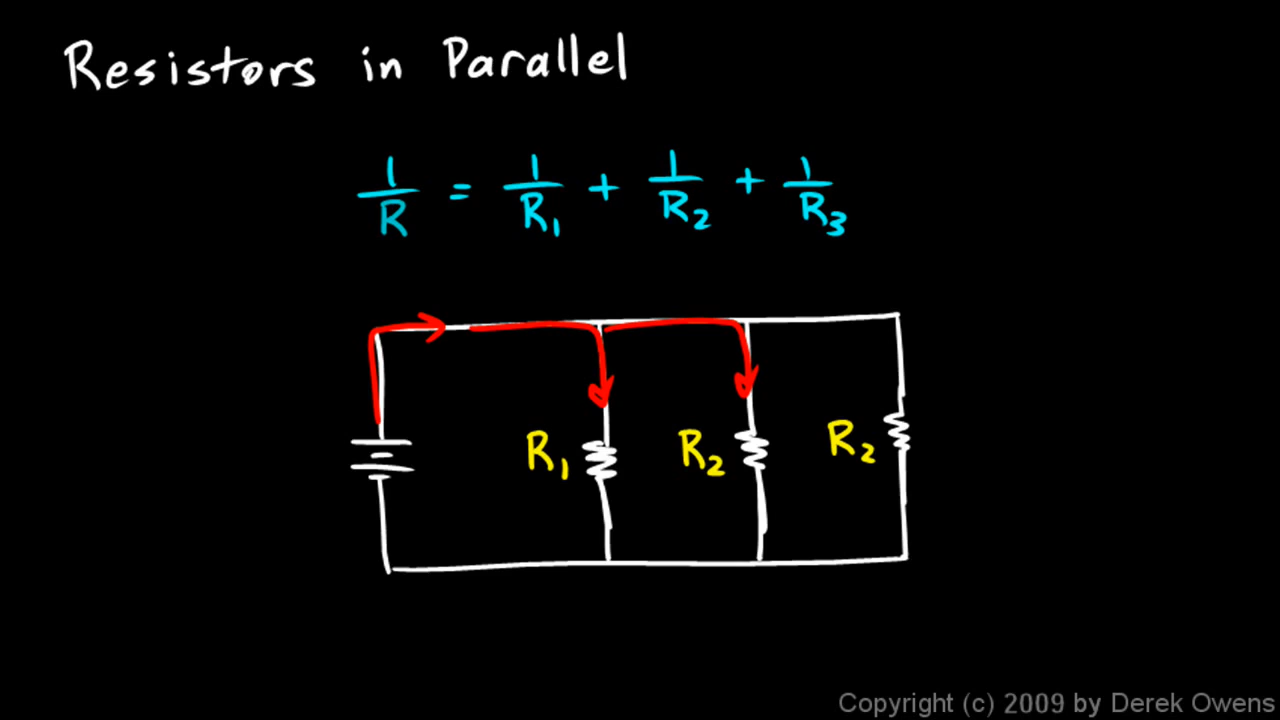 Resistors in Parallel
1/R = 1/R₁ + 1/R₂ + 1/R₃
R₁ R₂ R₂
Copyright (c) 2009 by Derek Owens